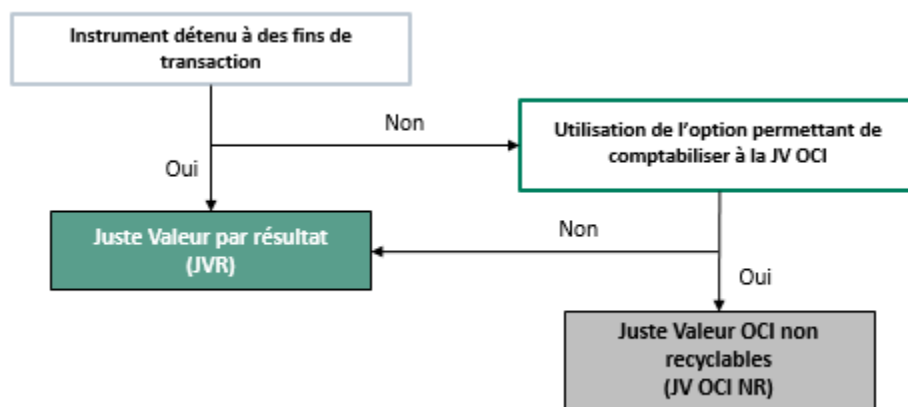 Instrument détenu à des fins de
transaction
Non
Utilisation de l'option permettant de
comptabiliser à la JV OCI
Oui
Juste Valeur par résultat
(JVR)
Non
Oui
Juste Valeur OCI non
recyclables
(JV OCI NR)